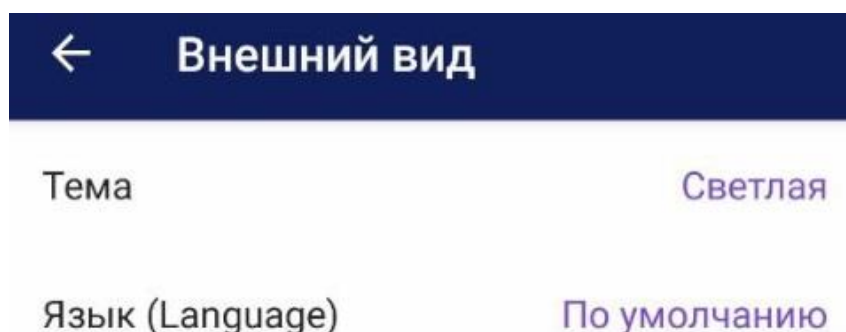 Внешний вид
Тема Светлая
Язык (Language) По умолчанию